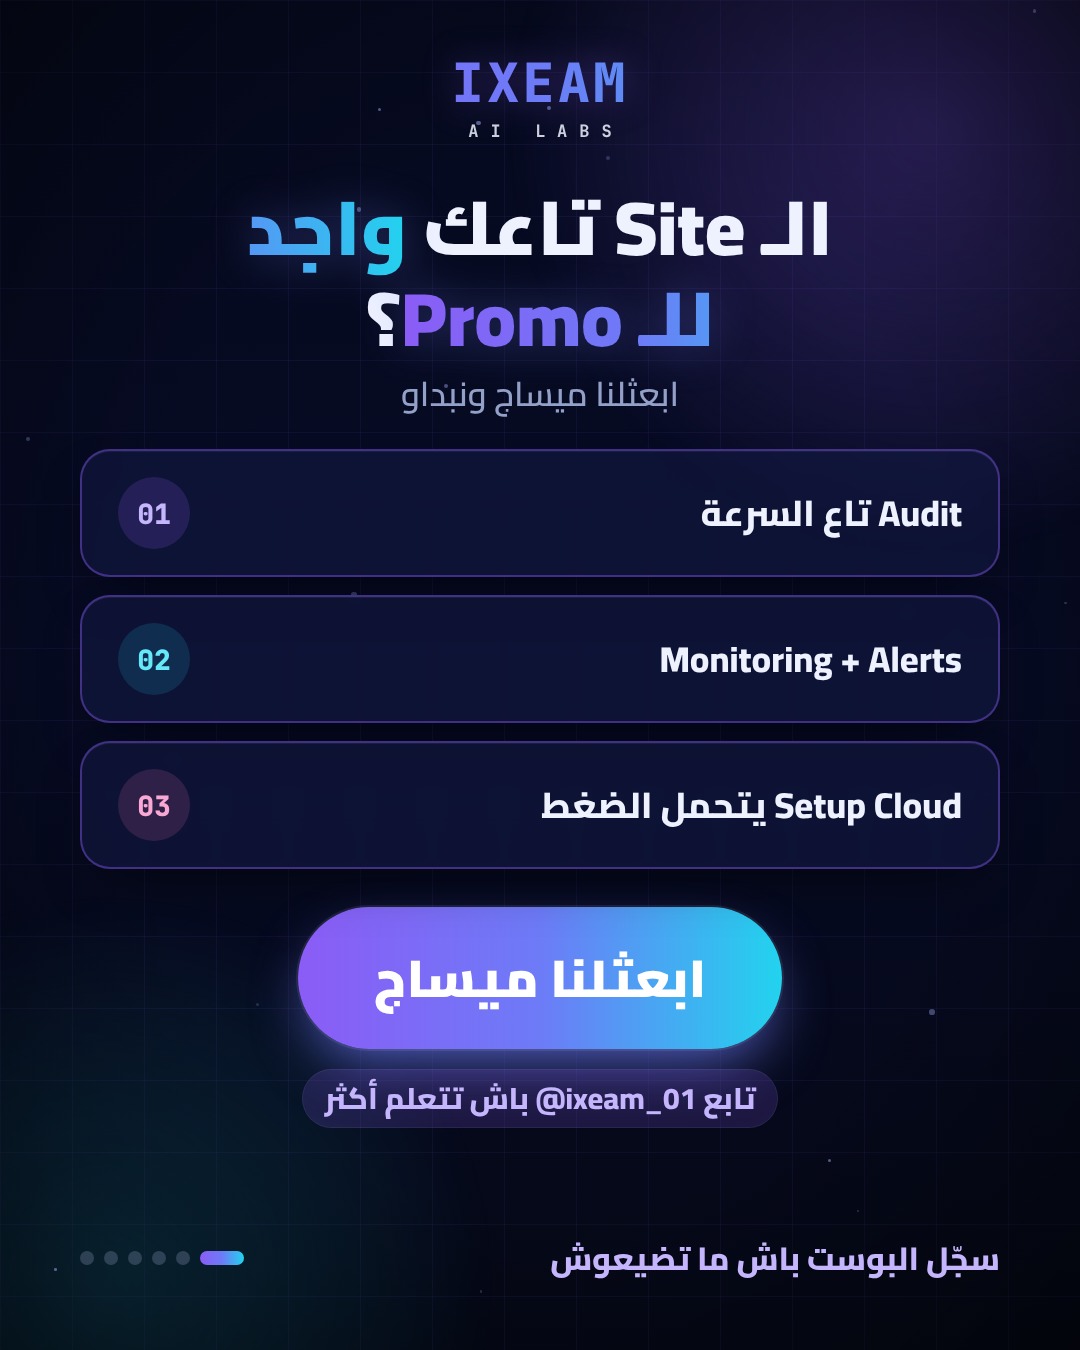 IXEAM
AI LABS
الـ Site تاعك واجد
للـ Promo؟
ابعثلنا ميساج ونبداو
Audit تاع السرعة
01
Monitoring + Alerts
02
Setup Cloud يتحمل الضغط
03
ابعثلنا ميساج
تابع @ixeam_01 باش تتعلم أكثر
سجّل البوست باش ما تضيعوش